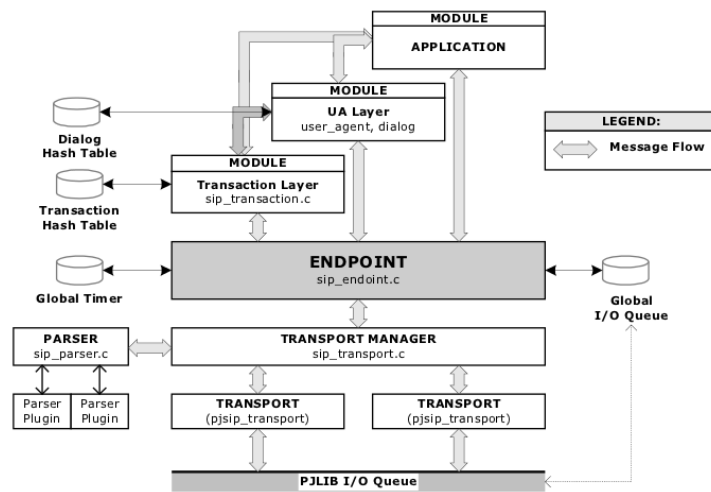 MODULE
APPLICATION
MODULE
UA Layer
user_agent, dialog
LEGEND:
Message Flow
Dialog
Hash Table
MODULE
Transaction Layer
sip_transaction.c
Transaction
Hash Table
ENDPOINT
sip_endoint.c
Global Timer
Global
I/O Queue
PARSER
sip_parser.c
TRANSPORT MANAGER
sip_transport.c
Parser
Plugin
Parser
Plugin
TRANSPORT
(pjsip_transport)
TRANSPORT
(pjsip_transport)
PJLIB I/O Queue